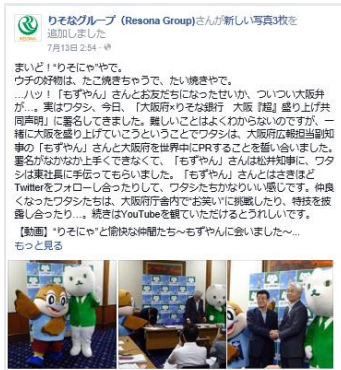 りそなグループ (Resona Group)さんが新しい写真3枚を
追加しました
RESONA
7月13日 2:54 ·
まいど！“りそにゃ”やで。
ウチの好物は、たこ焼きちゃうで、たい焼きやで。
…ハッ！「もずやん」さんとお友だちになったせいか、ついつい大阪弁
が…。実はワタシ、今日、「大阪府×りそな銀行　大阪『超』盛り上げ共
同声明」に署名してきました。難しいことはよくわからないのですが、一
緒に大阪を盛り上げていこうということでワタシは、大阪府広報担当副知
事の「もずやん」さんと大阪府を世界中にPRすることを誓い合いました。
署名がなかなか上手くできなくて、「もずやん」さんは松井知事に、ワタ
シは東社長に手伝ってもらいました。「もずやん」さんとはさきほど
Twitterをフォローし合ったりして、ワタシたちかなりいい感じです。仲良
くなったワタシたちは、大阪府庁舎内で“お笑い”に挑戦したり、特技を披
露し合ったり…。続きはYouTubeを観ていただけるとうれしいです。
【動画】“りそにゃ”と愉快な仲間たち～もずやんに会いました～...
もっと見る